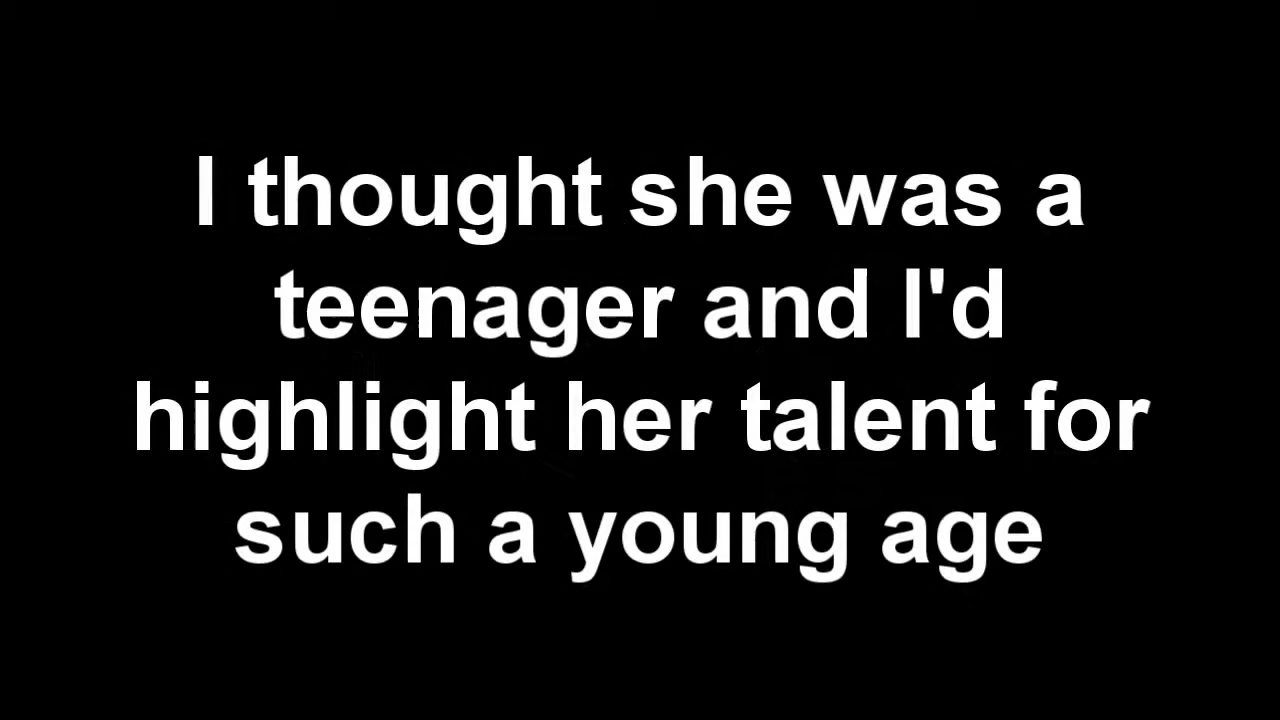 I thought she was a
teenager and I'd
highlight her talent for
such a young age